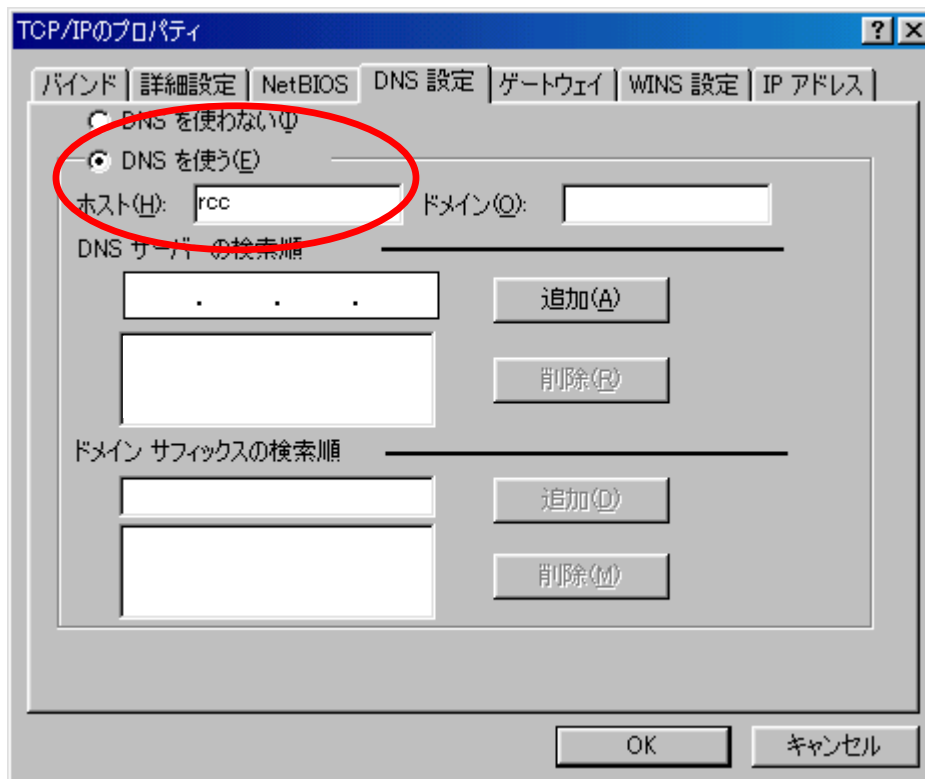 TCP/IPのプロパティ
バインド 詳細設定 NetBIOS DNS 設定 ゲートウェイ WINS 設定 IP アドレス
DNS を使わない(I)
DNS を使う(E)
ホスト(H): rcc ドメイン(O):
DNS サーバーの検索順
. . . 追加(A)
削除(R)
ドメイン サフィックスの検索順
追加(D)
削除(M)
OK キャンセル